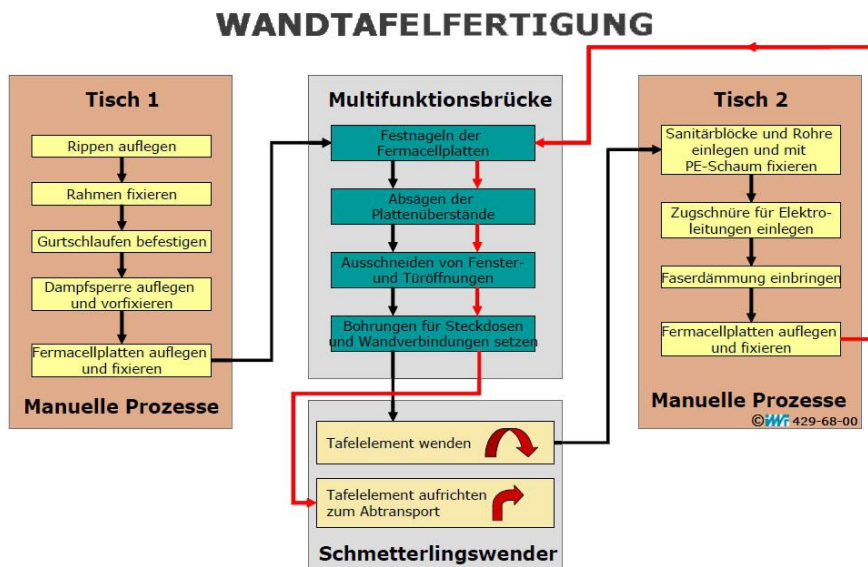 WANDTAFELFERTIGUNG
Tisch 1
Rippen auflegen
Rahmen fixieren
Gurtschlaufen befestigen
Dampfsperre auflegen
und vorfixieren
Fermacellplatten auflegen
und fixieren
Manuelle Prozesse
Multifunktionsbrücke
Festnageln der
Fermacellplatten
Absägen der
Plattenüberstände
Ausschneiden von Fenster-
und Türöffnungen
Bohrungen für Steckdosen
und Wandverbindungen setzen
Tafelelement wenden
Tafelelement aufrichten
zum Abtransport
Schmetterlingswender
Tisch 2
Sanitärblöcke und Rohre
einlegen und mit
PE-Schaum fixieren
Zugschnüre für Elektro-
leitungen einlegen
Faserdämmung einbringen
Fermacellplatten auflegen
und fixieren
Manuelle Prozesse
©iwf 429-68-00